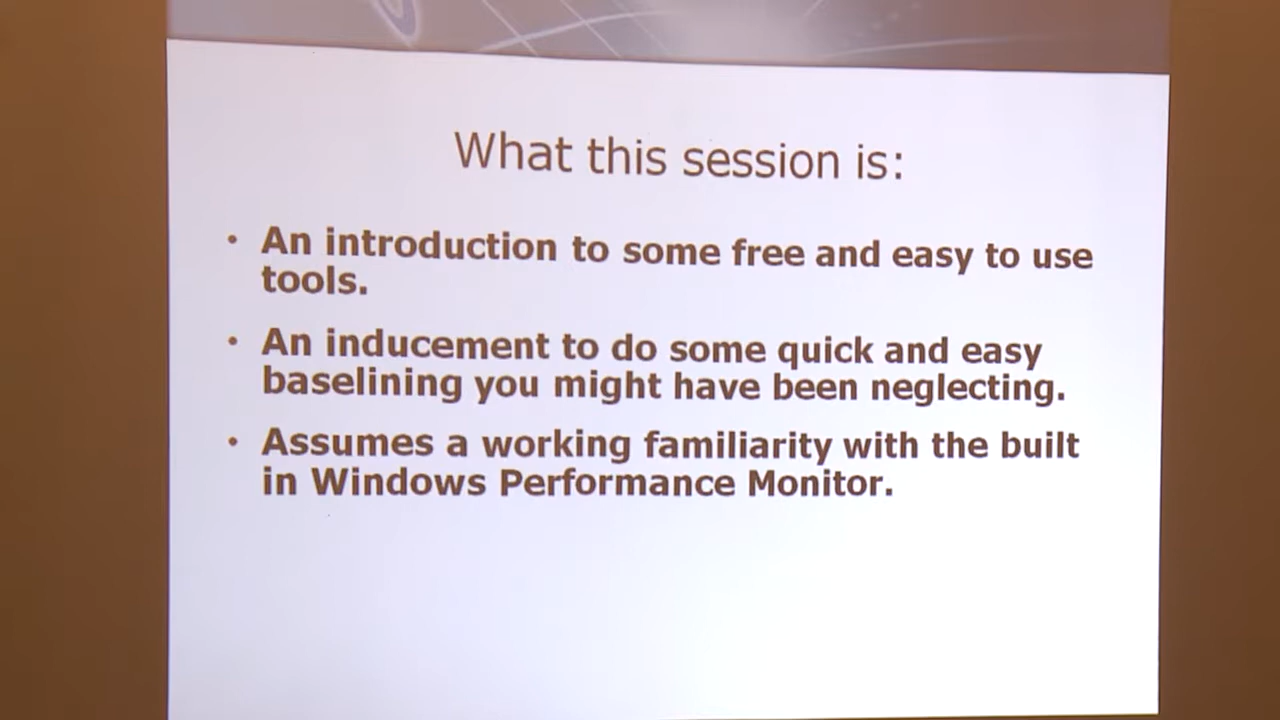 What this session is:
• An introduction to some free and easy to use
tools.
• An inducement to do some quick and easy
baselining you might have been neglecting.
• Assumes a working familiarity with the built
in Windows Performance Monitor.